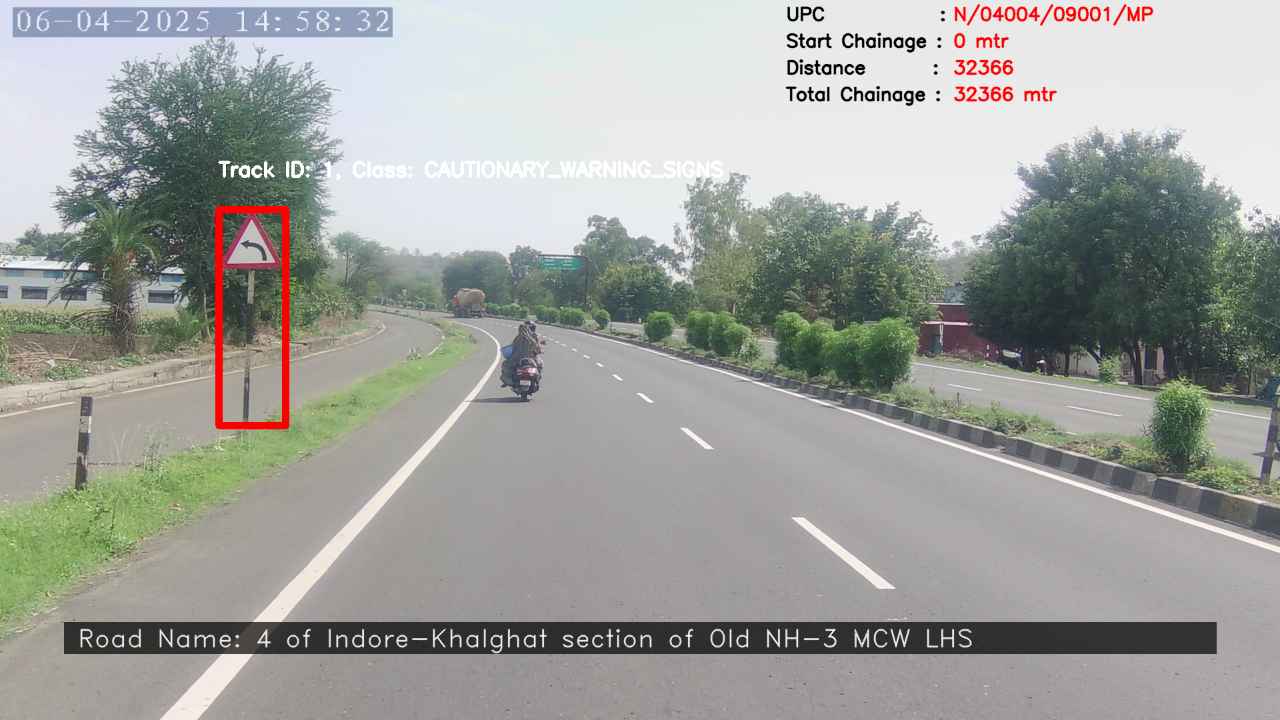 06-04-2025 14:58:32
UPC : N/04004/09001/MP
Start Chainage : 0 mtr
Distance : 32366
Total Chainage : 32366 mtr
Track ID: 1, Class: CAUTIONARY_WARNING_SIGNS
Road Name: 4 of Indore-Khalghat section of Old NH-3 MCW LHS